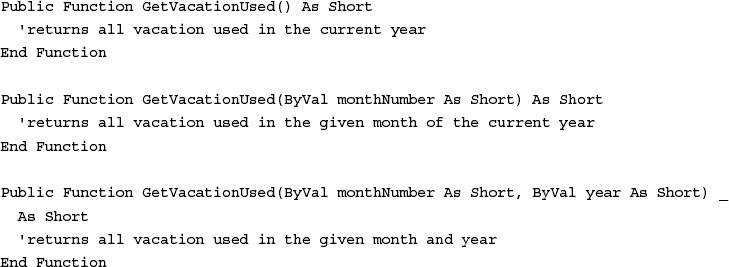 Public Function GetVacationUsed() As Short
  'returns all vacation used in the current year
End Function

Public Function GetVacationUsed(ByVal monthNumber As Short) As Short
  'returns all vacation used in the given month of the current year
End Function

Public Function GetVacationUsed(ByVal monthNumber As Short, ByVal year As Short) _
  As Short
  'returns all vacation used in the given month and year
End Function